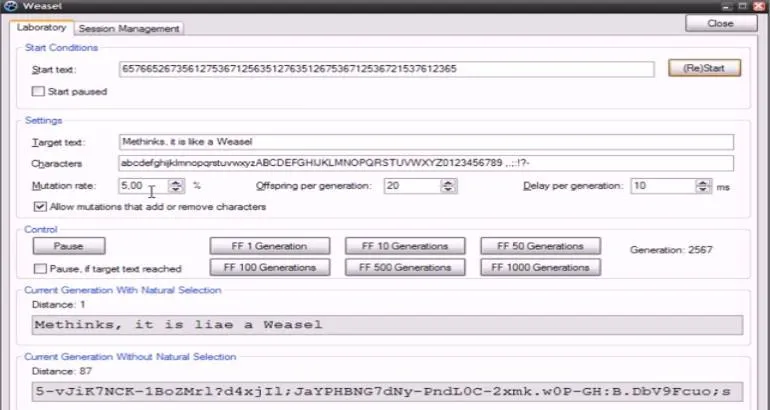 Weasel
Laboratory Session Management Close
Start Conditions
Start text: 65766526735612753671256351276351267536712536721537612365 (Re)Start
Start paused
Settings
Target text: Methinks, it is like a Weasel
Characters abcdefghijklmnopqrstuvwxyzABCDEFGHIJKLMNOPQRSTUVWXYZ0123456789 ,.;:!?-
Mutation rate: 5,00 % Offspring per generation: 20 Delay per generation: 10 ms
Allow mutations that add or remove characters
Control
Pause FF 1 Generation FF 10 Generations FF 50 Generations Generation: 2567
Pause, if target text reached FF 100 Generations FF 500 Generations FF 1000 Generations
Current Generation With Natural Selection
Distance: 1
Methinks, it is liae a Weasel
Current Generation Without Natural Selection
Distance: 87
5-vJiK7NCK-1BoZMrl?d4xjIl;JaYPHBNG7dNy-PndL0C-2xmk.w0P-GH:B.DbV9Fcuo;s